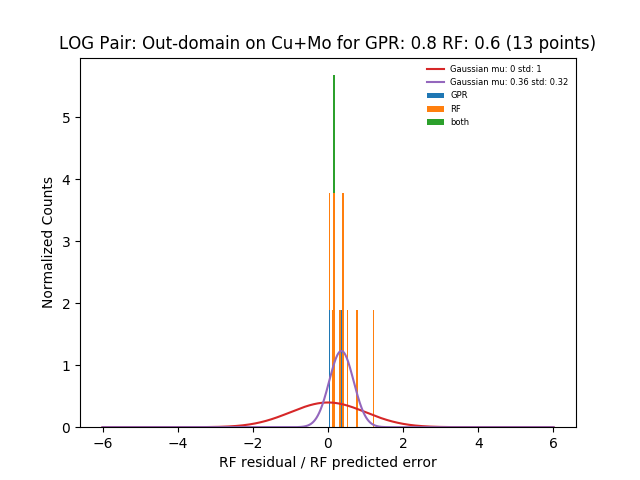 LOG Pair: Out-domain on Cu+Mo for GPR: 0.8 RF: 0.6 (13 points)
Gaussian mu: 0 std: 1
Gaussian mu: 0.36 std: 0.32
GPR
RF
both
Normalized Counts
5
4
3
2
1
0
−6 −4 −2 0 2 4 6
RF residual / RF predicted error